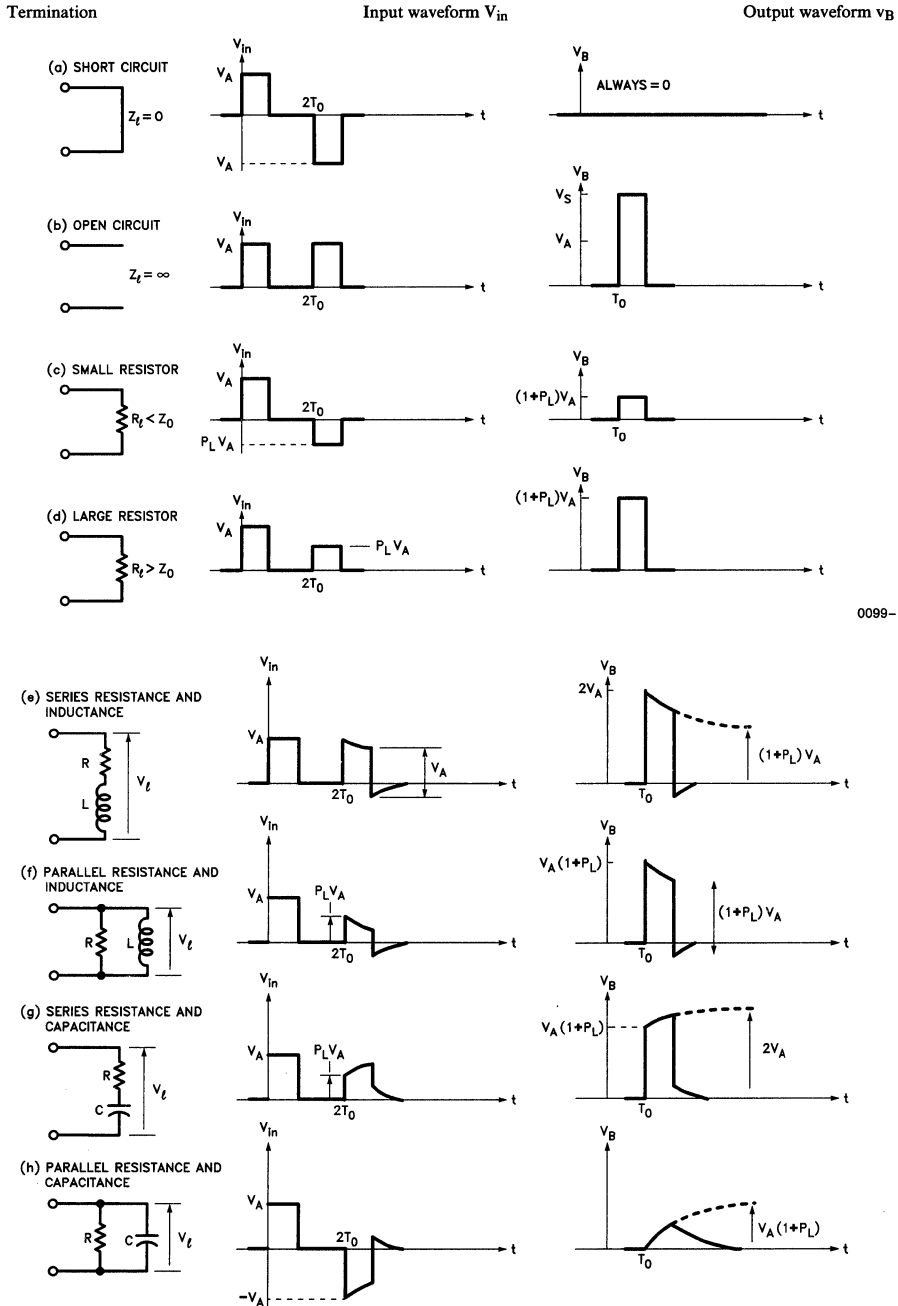 Termination Input waveform Vin Output waveform vB
(a) SHORT CIRCUIT
Zℓ = 0
Vin
VA
2T0
t
VA
VB
ALWAYS = 0
t
(b) OPEN CIRCUIT
Zℓ = ∞
Vin
VA
2T0
t
VB
VS
VA
T0
t
(c) SMALL RESISTOR
Rℓ < Z0
Vin
VA
2T0
t
PL VA
VB
(1+PL)VA
T0
t
(d) LARGE RESISTOR
Rℓ > Z0
Vin
VA
PL VA
2T0
t
VB
(1+PL)VA
t
0099–
(e) SERIES RESISTANCE AND
INDUCTANCE
R
L
Vℓ
Vin
VA
VA
2T0
t
VB
2VA
(1+PL) VA
T0
t
(f) PARALLEL RESISTANCE AND
INDUCTANCE
R
L
Vℓ
Vin
VA
PLVA
2T0
t
VB
VA(1+PL)
(1+PL) VA
T0
t
(g) SERIES RESISTANCE AND
CAPACITANCE
R
C
Vℓ
Vin
VA
PLVA
2T0
t
VB
VA(1+PL)
2VA
T0
t
(h) PARALLEL RESISTANCE AND
CAPACITANCE
R
C
Vℓ
Vin
VA
2T0
t
−VA
VB
VA(1+PL)
T0
t